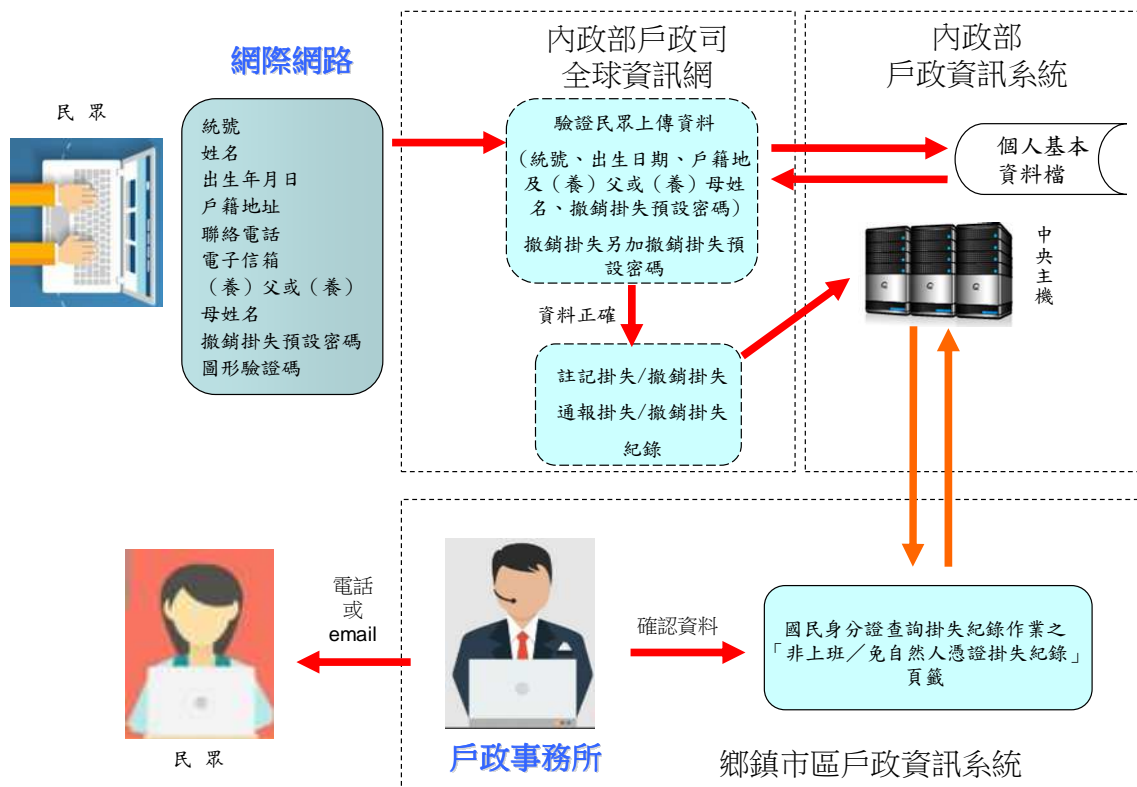 網際網路
民 眾
統號
姓名
出生年月日
戶籍地址
聯絡電話
電子信箱
（養）父或（養）
母姓名
撤銷掛失預設密碼
圖形驗證碼
內政部戶政司
全球資訊網
驗證民眾上傳資料
（統號、出生日期、戶籍地
及（養）父或（養）母姓
名、撤銷掛失預設密碼）
撤銷掛失另加撤銷掛失預
設密碼
資料正確
註記掛失/撤銷掛失
通報掛失/撤銷掛失
紀錄
內政部
戶政資訊系統
個人基本
資料檔
中
央
主
機
電話
或
email
民 眾
戶政事務所
確認資料
國民身分證查詢掛失紀錄作業之
「非上班／免自然人憑證掛失紀錄」
頁籤
鄉鎮市區戶政資訊系統